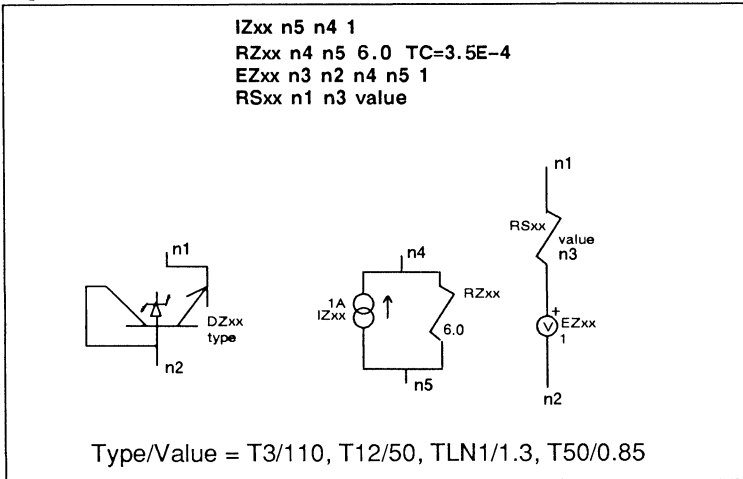 IZxx n5 n4 1
RZxx n4 n5 6.0 TC=3.5E-4
EZxx n3 n2 n4 n5 1
RSxx n1 n3 value
n1
DZxx
type
n2
n4
1A
IZxx
RZxx
6.0
n5
n1
RSxx
value
n3
+
V
EZxx
1
n2
Type/Value = T3/110, T12/50, TLN1/1.3, T50/0.85